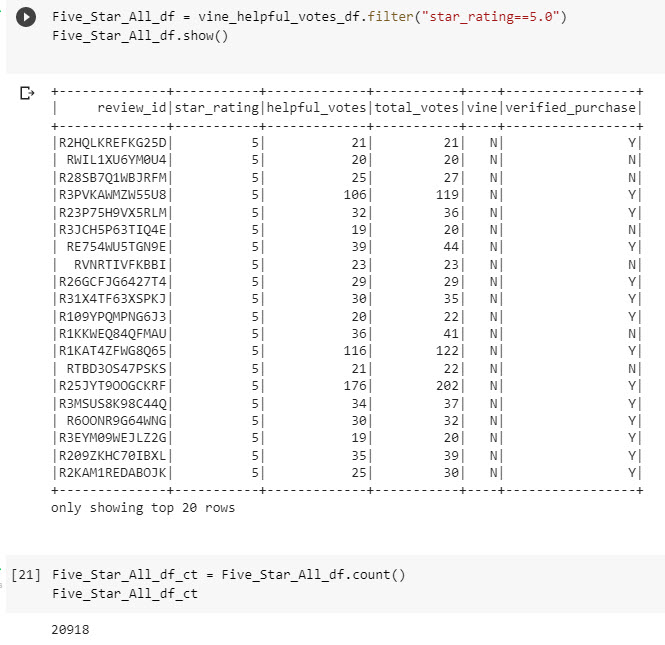 Five_Star_All_df = vine_helpful_votes_df.filter("star_rating==5.0")
Five_Star_All_df.show()
+--------------+-----------+-------------+-----------+----+-----------------+
|     review_id|star_rating|helpful_votes|total_votes|vine|verified_purchase|
+--------------+-----------+-------------+-----------+----+-----------------+
|R2HQLKREFKG25D|          5|           21|         21|   N|                Y|
| RWIL1XU6YM0U4|          5|           20|         20|   N|                N|
|R28SB7Q1WBJRFM|          5|           25|         27|   N|                N|
|R3PVKAWMZW55U8|          5|          106|        119|   N|                Y|
|R23P75H9VX5RLM|          5|           32|         36|   N|                Y|
|R3JCH5P63TIQ4E|          5|           19|         20|   N|                N|
| RE754WU5TGN9E|          5|           39|         44|   N|                Y|
|  RVNRTIVFKBBI|          5|           23|         23|   N|                N|
|R26GCFJG6427T4|          5|           29|         29|   N|                Y|
|R31X4TF63XSPKJ|          5|           30|         35|   N|                Y|
|R109YPQMPNG6J3|          5|           20|         22|   N|                Y|
|R1KKWEQ84QFMAU|          5|           36|         41|   N|                N|
|R1KAT4ZFWG8Q65|          5|          116|        122|   N|                Y|
| RTBD3OS47PSKS|          5|           21|         22|   N|                N|
|R25JYT9OOGCKRF|          5|          176|        202|   N|                Y|
|R3MSUS8K98C44Q|          5|           34|         37|   N|                Y|
| R6OONR9G64WNG|          5|           30|         32|   N|                Y|
|R3EYM09WEJLZ2G|          5|           19|         20|   N|                Y|
|R209ZKHC70IBXL|          5|           35|         39|   N|                Y|
|R2KAM1REDABOJK|          5|           25|         30|   N|                Y|
+--------------+-----------+-------------+-----------+----+-----------------+
only showing top 20 rows
[21] Five_Star_All_df_ct = Five_Star_All_df.count()
Five_Star_All_df_ct
20918